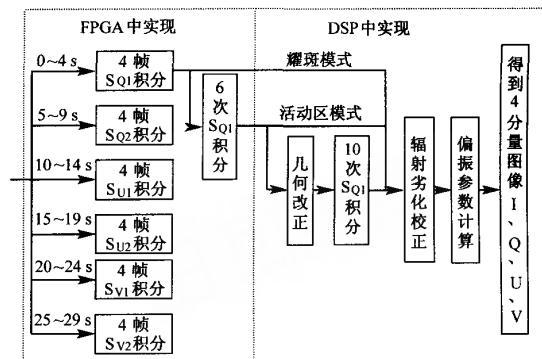 FPGA中实现
DSP中实现
0~4 s
4 帧
SQ1积分
5~9 s
4 帧
SQ2积分
10~14 s
4 帧
SU1积分
15~19 s
4 帧
SU2积分
20~24 s
4 帧
SV1积分
25~29 s
4 帧
SV2积分
6
次
SQ1
积
分
耀斑模式
活动区模式
几何改正
10
次
SQ1
积
分
辐射劣化校正
偏振参数计算
得到4分量图像I、Q、U、V